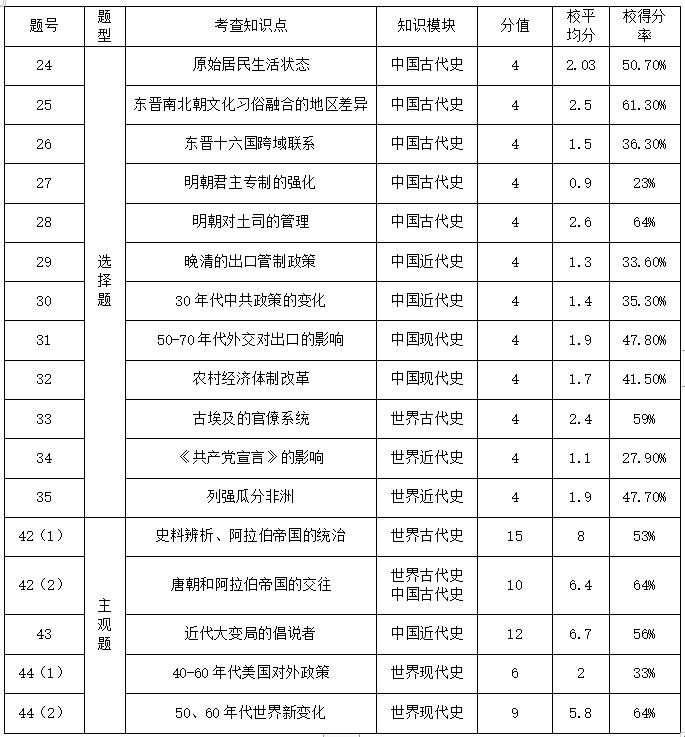 题号 题型 考查知识点 知识模块 分值 校平均分 校得分率
24 选择题 原始居民生活状态 中国古代史 4 2.03 50.70%
25 东晋南北朝文化习俗融合的地区差异 中国古代史 4 2.5 61.30%
26 东晋十六国跨域联系 中国古代史 4 1.5 36.30%
27 明朝君主专制的强化 中国古代史 4 0.9 23%
28 明朝对土司的管理 中国古代史 4 2.6 64%
29 晚清的出口管制政策 中国近代史 4 1.3 33.60%
30 30年代中共政策的变化 中国近代史 4 1.4 35.30%
31 50-70年代外交对出口的影响 中国现代史 4 1.9 47.80%
32 农村经济体制改革 中国现代史 4 1.7 41.50%
33 古埃及的官僚系统 世界古代史 4 2.4 59%
34 《共产党宣言》的影响 世界近代史 4 1.1 27.90%
35 列强瓜分非洲 世界近代史 4 1.9 47.70%
42（1） 主观题 史料辨析、阿拉伯帝国的统治 世界古代史 15 8 53%
42（2） 唐朝和阿拉伯帝国的交往 世界古代史 中国古代史 10 6.4 64%
43 近代大变局的倡说者 中国近代史 12 6.7 56%
44（1） 40-60年代美国对外政策 世界现代史 6 2 33%
44（2） 50、60年代世界新变化 世界现代史 9 5.8 64%